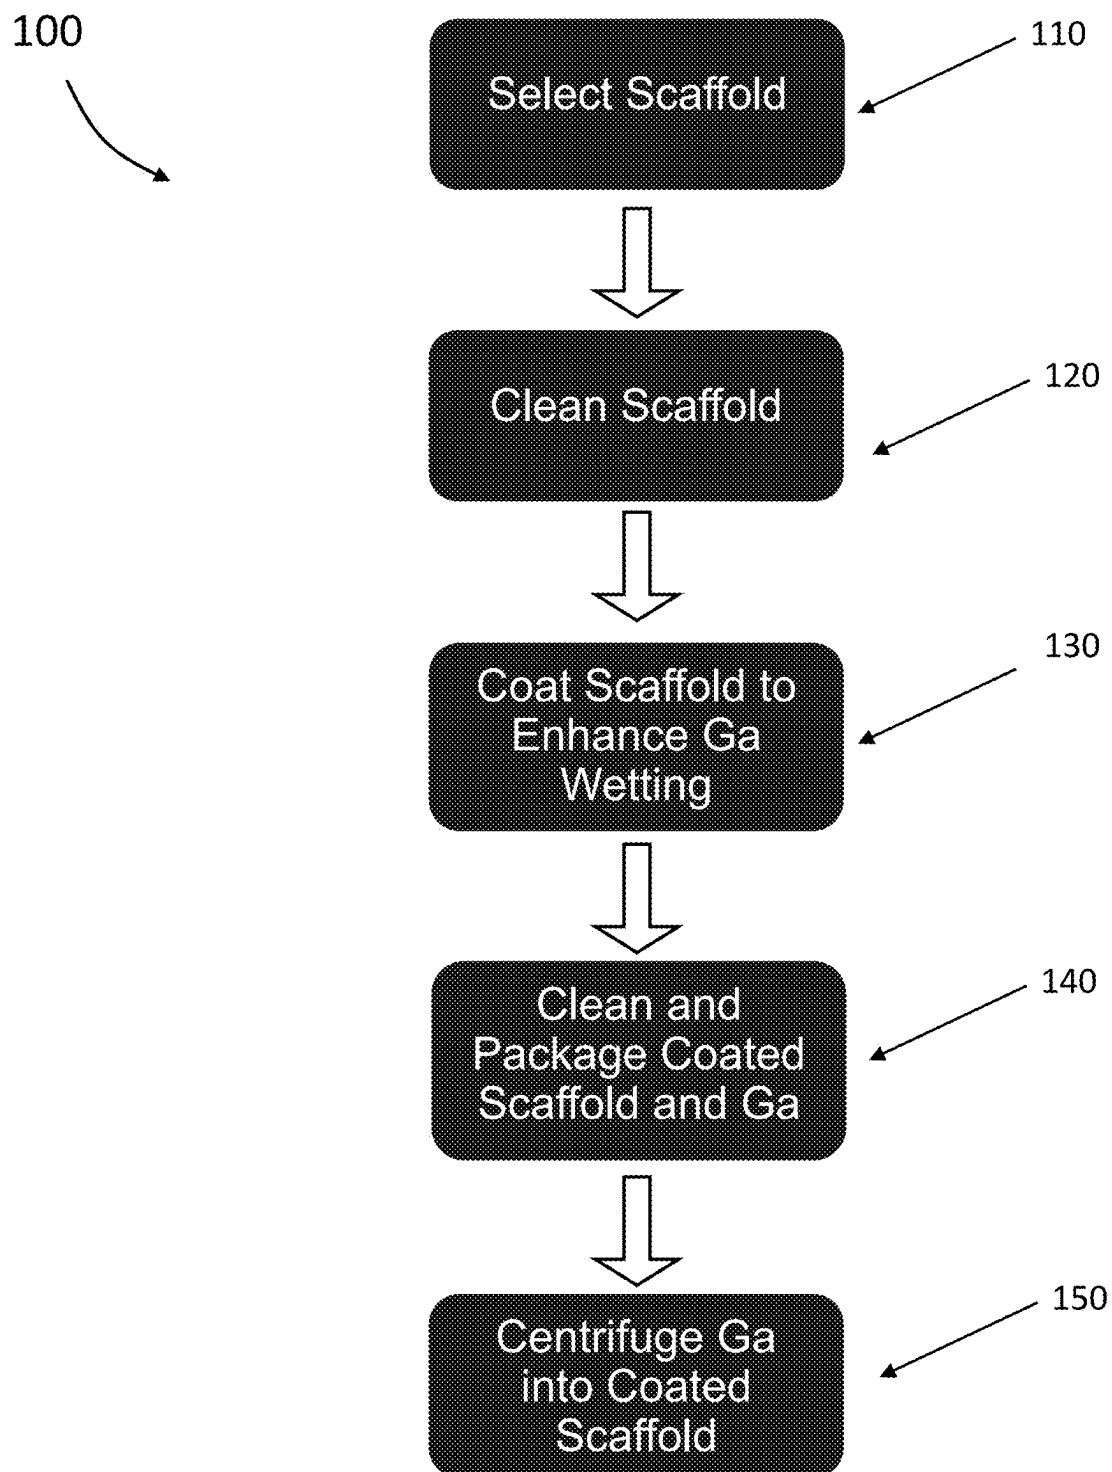 100
110
Select Scaffold
120
Clean Scaffold
130
Coat Scaffold to
Enhance Ga
Wetting
140
Clean and
Package Coated
Scaffold and Ga
150
Centrifuge Ga
into Coated
Scaffold